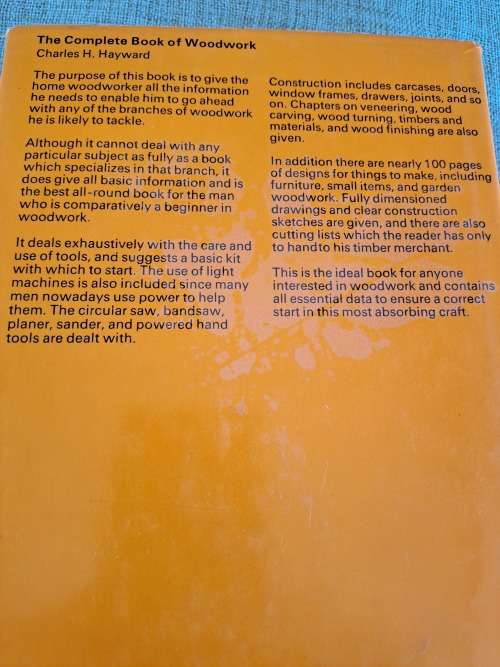 The Complete Book of Woodwork
Charles H. Hayward
The purpose of this book is to give the
home woodworker all the information
he needs to enable him to go ahead
with any of the branches of woodwork
he is likely to tackle.
Although it cannot deal with any
particular subject as fully as a book
which specializes in that branch, it
does give all basic information and is
the best all-round book for the man
who is comparatively a beginner in
woodwork.
It deals exhaustively with the care and
use of tools, and suggests a basic kit
with which to start. The use of light
machines is also included since many
men nowadays use power to help
them. The circular saw, bandsaw,
planer, sander, and powered hand
tools are dealt with.
Construction includes carcases, doors,
window frames, drawers, joints, and so
on. Chapters on veneering, wood
carving, wood turning, timbers and
materials, and wood finishing are also
given.
In addition there are nearly 100 pages
of designs for things to make, including
furniture, small items, and garden
woodwork. Fully dimensioned
drawings and clear construction
sketches are given, and there are also
cutting lists which the reader has only
to handto his timber merchant.
This is the ideal book for anyone
interested in woodwork and contains
all essential data to ensure a correct
start in this most absorbing craft.